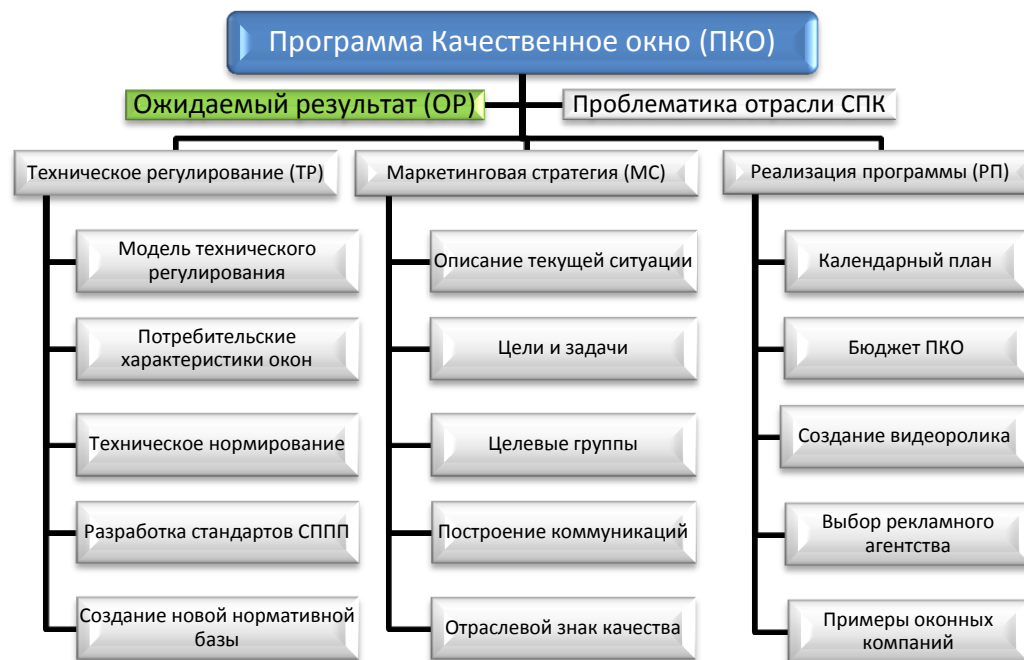 Программа Качественное окно (ПКО)
Ожидаемый результат (ОР)
Проблематика отрасли СПК
Техническое регулирование (ТР)
Модель технического
регулирования
Потребительские
характеристики окон
Техническое нормирование
Разработка стандартов СППП
Создание новой нормативной
базы
Маркетинговая стратегия (МС)
Описание текущей ситуации
Цели и задачи
Целевые группы
Построение коммуникаций
Отраслевой знак качества
Реализация программы (РП)
Календарный план
Бюджет ПКО
Создание видеоролика
Выбор рекламного
агентства
Примеры оконных
компаний